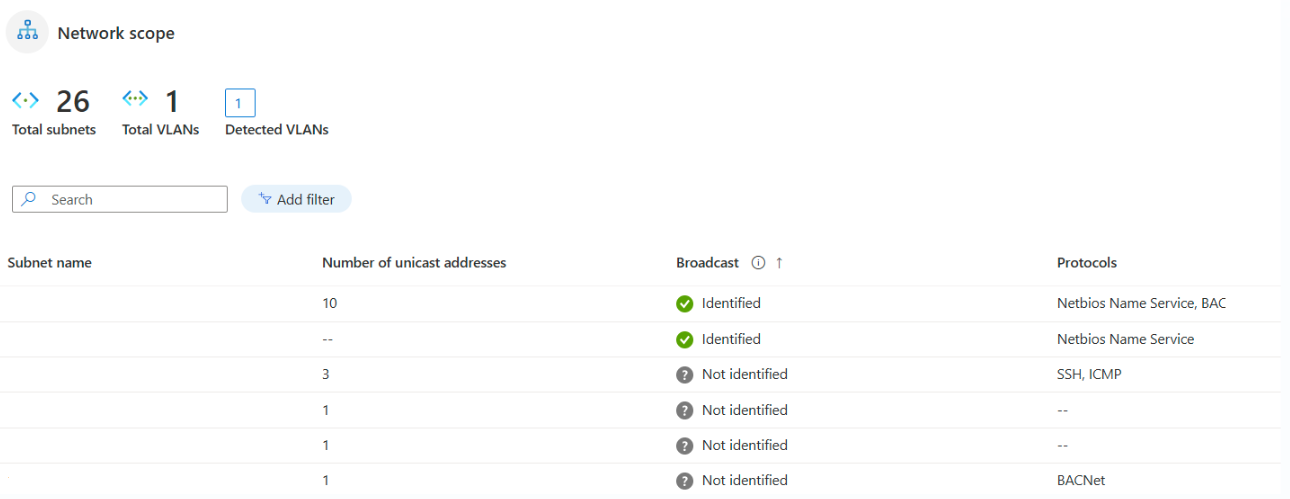 Network scope
26 1 1
Total subnets Total VLANs Detected VLANs
Search Add filter
Subnet name Number of unicast addresses Broadcast ↑ Protocols
10 Identified Netbios Name Service, BAC
-- Identified Netbios Name Service
3 Not identified SSH, ICMP
1 Not identified --
1 Not identified --
1 Not identified BACNet